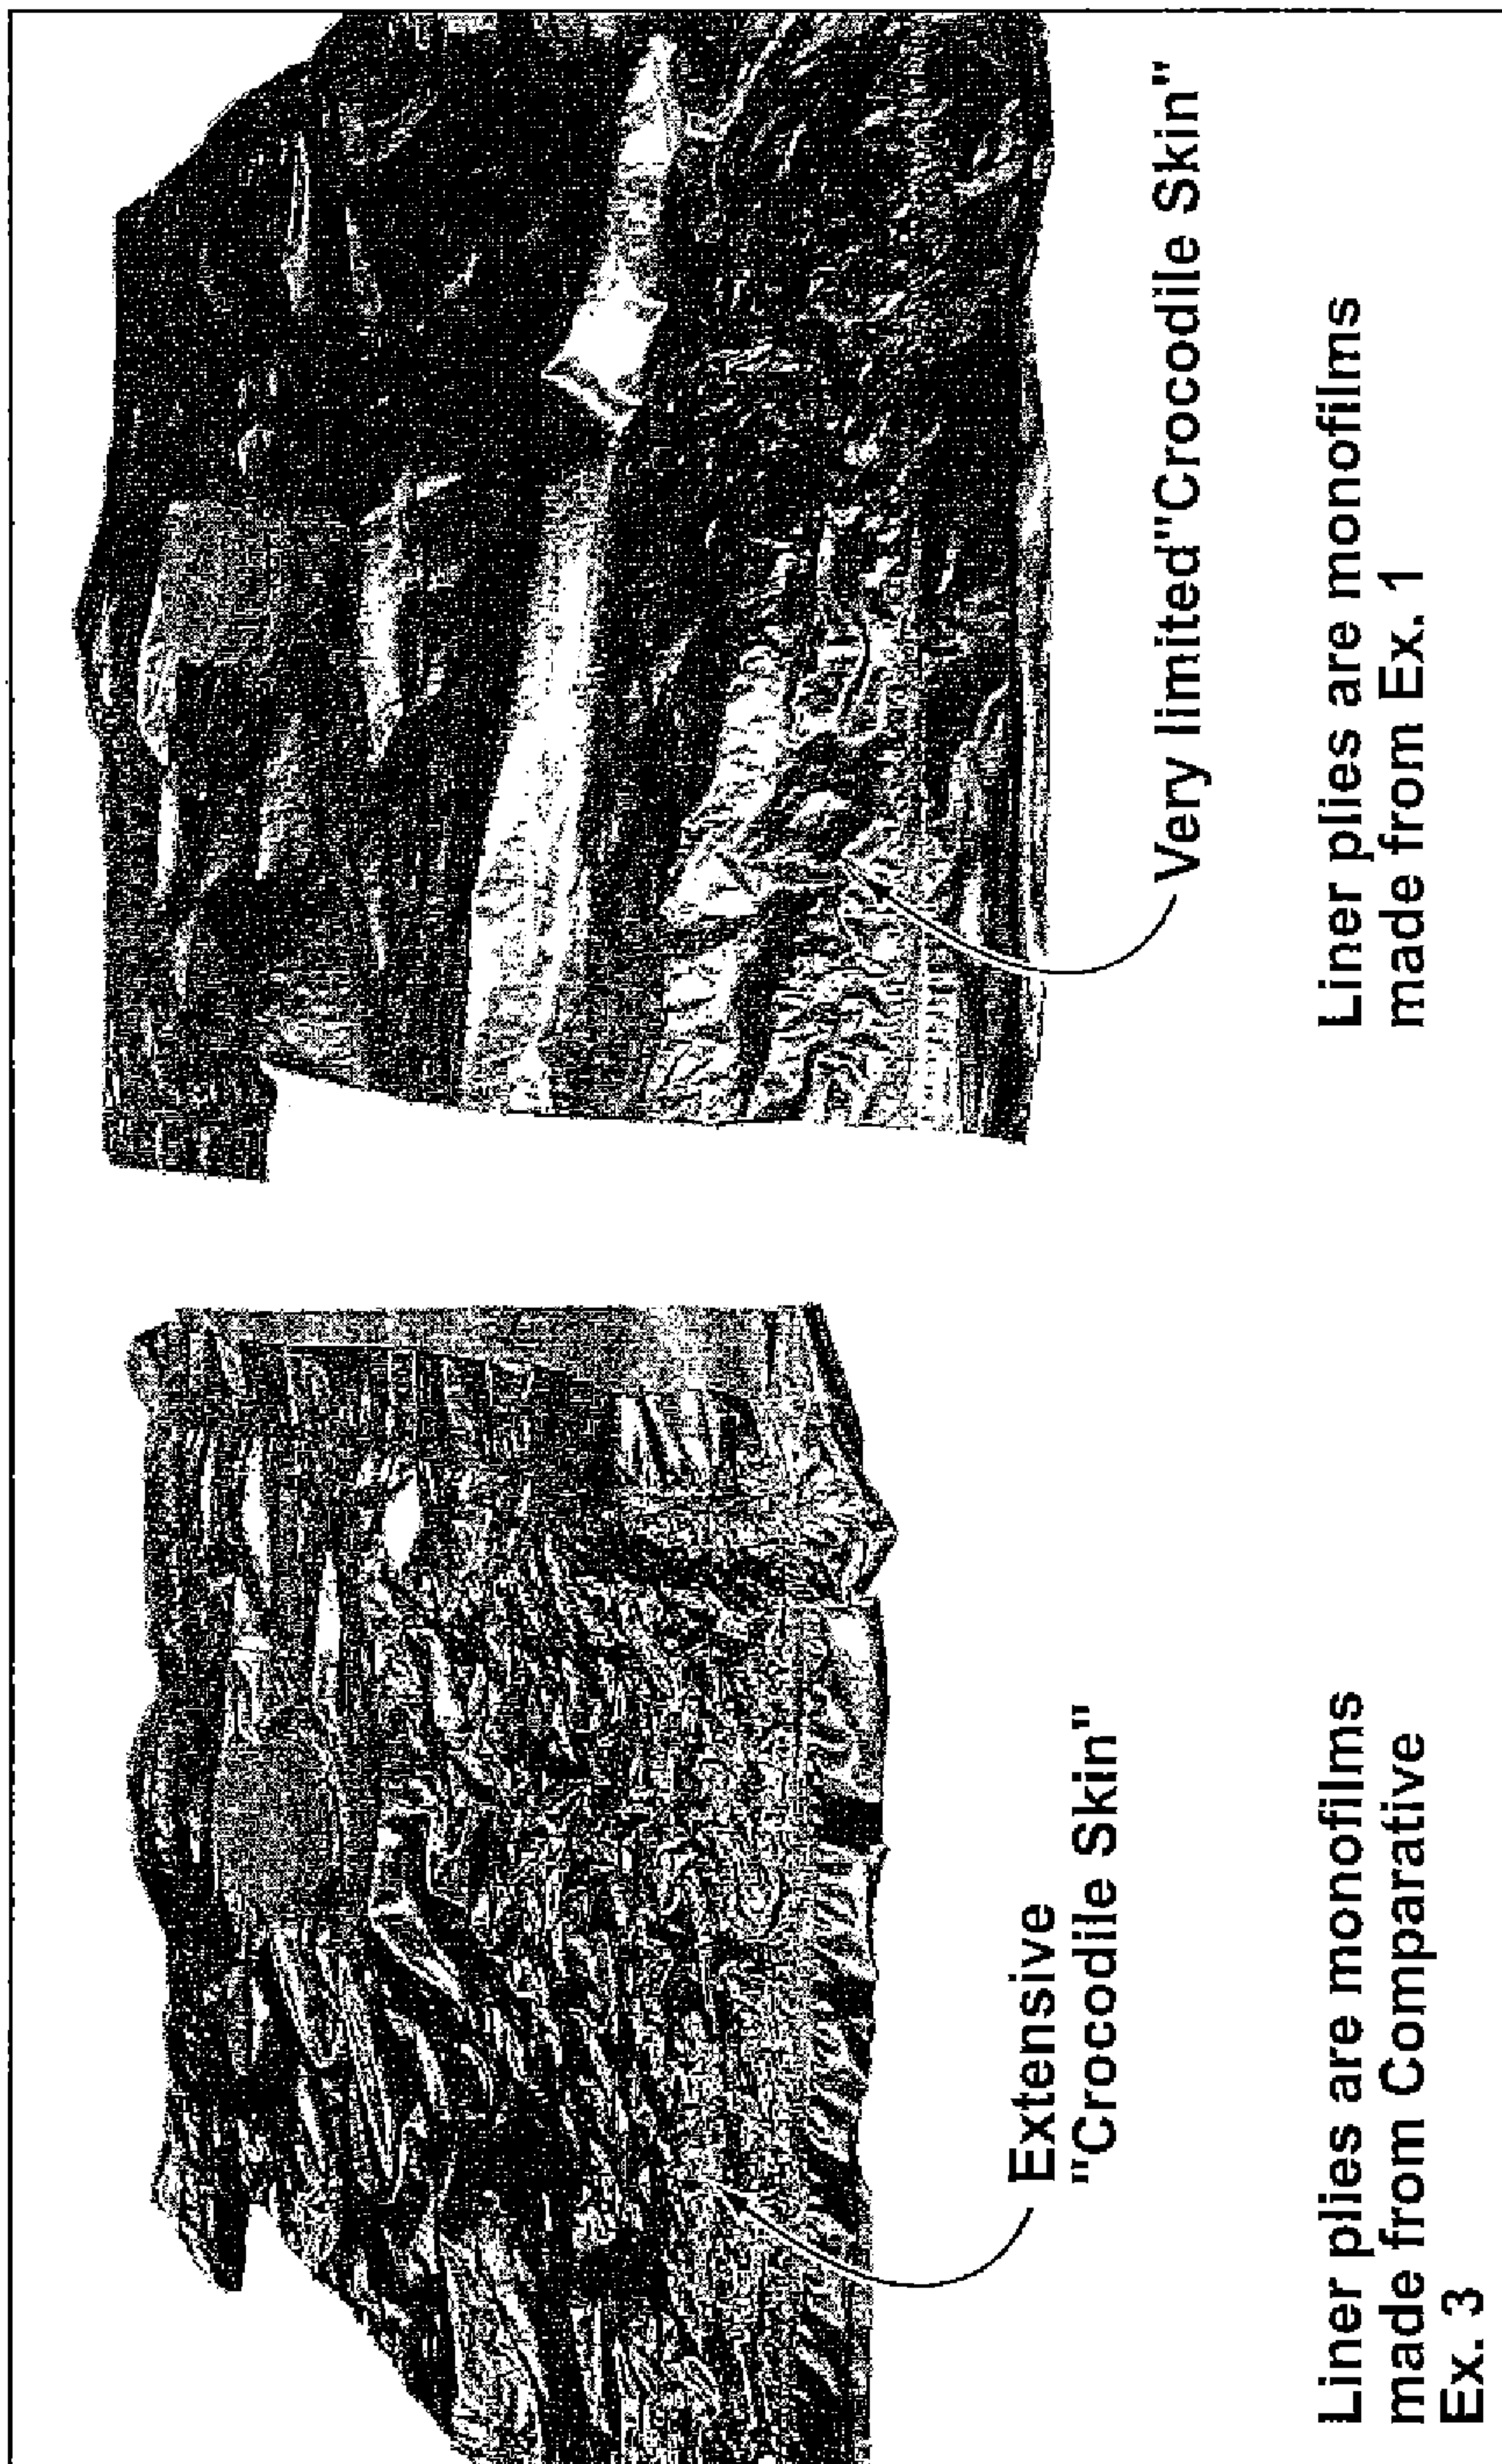 Extensive
"Crocodile Skin"
Liner plies are monofilms
made from Comparative
Ex. 3
Very limited"Crocodile Skin"
Liner plies are monofilms
made from Ex. 1